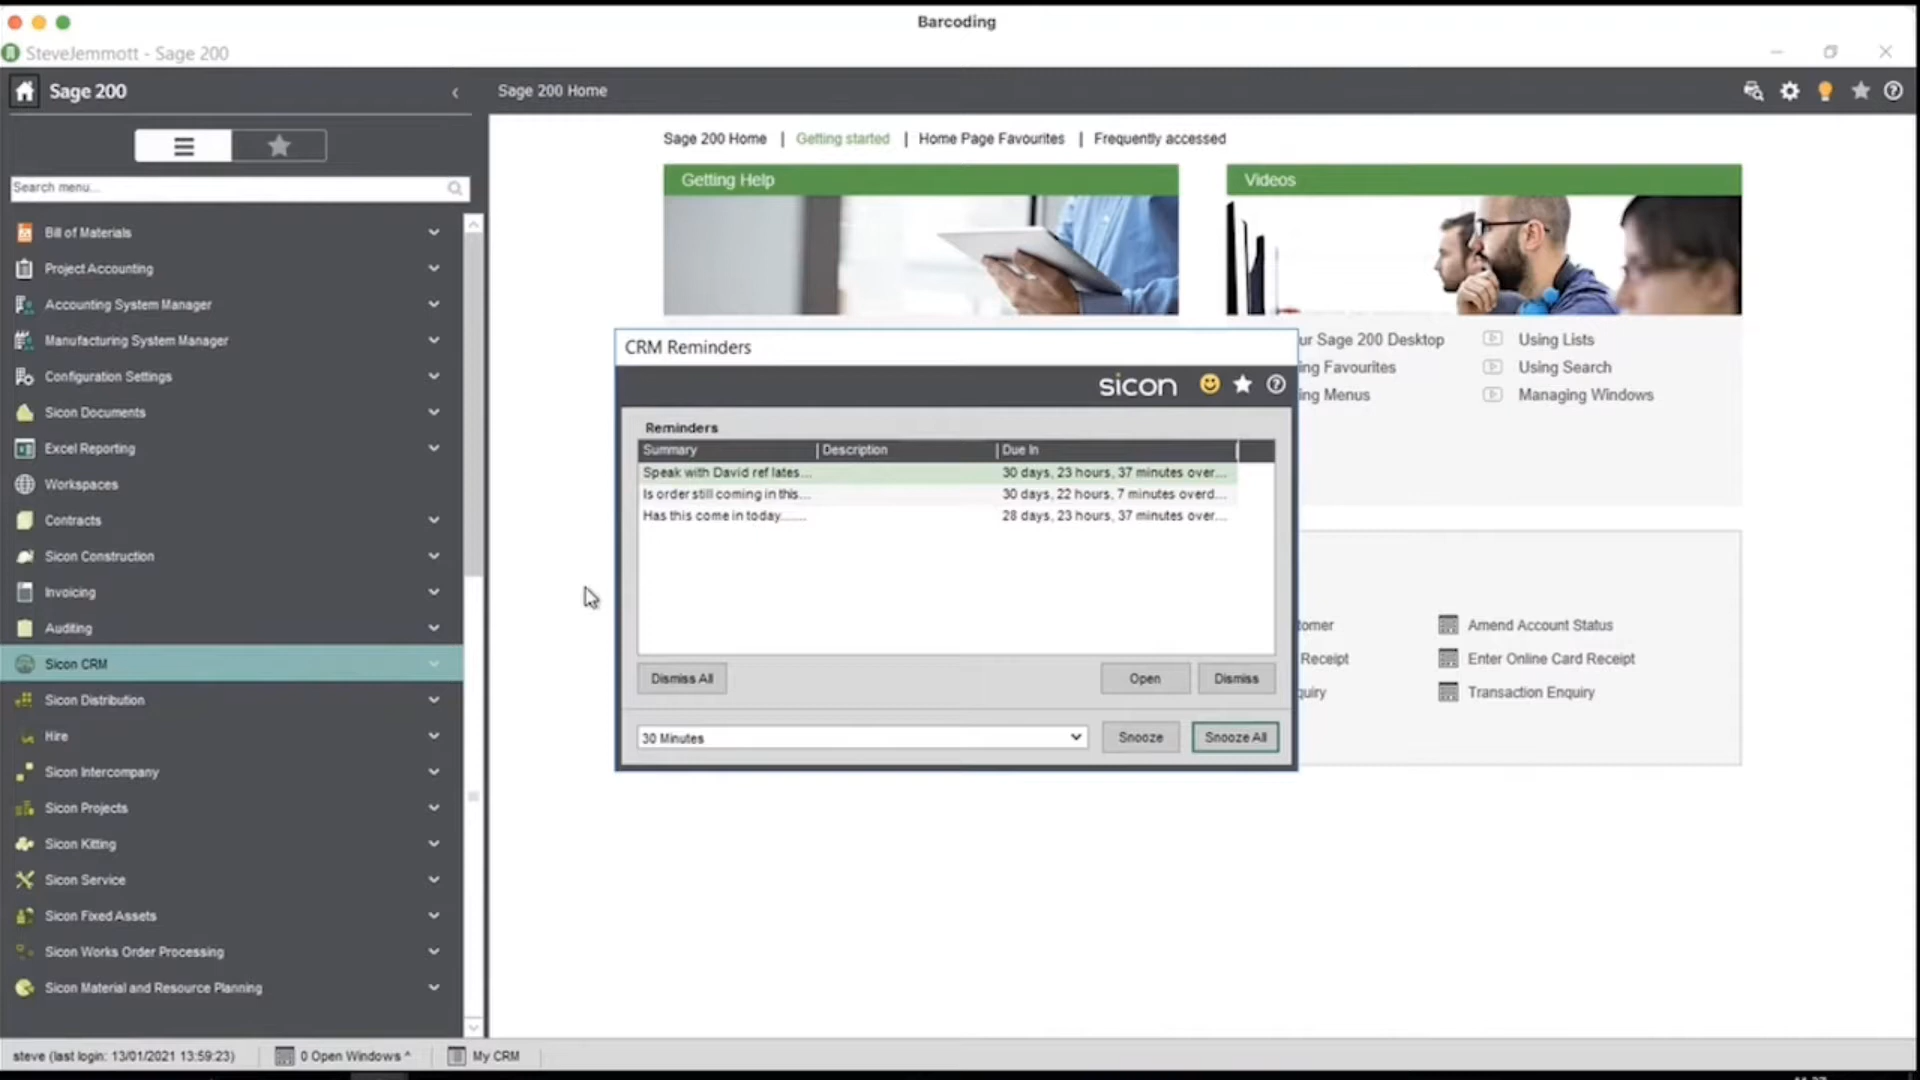 Barcoding
SteveJemmott - Sage 200
Sage 200
Sage 200 Home
Sage 200 Home | Getting started | Home Page Favourites | Frequently accessed
Search menu...
Bill of Materials
Project Accounting
Accounting System Manager
Manufacturing System Manager
Configuration Settings
Sicon Documents
Excel Reporting
Workspaces
Contracts
Sicon Construction
Invoicing
Auditing
Sicon CRM
Sicon Distribution
Hire
Sicon Intercompany
Sicon Projects
Sicon Kitting
Sicon Service
Sicon Fixed Assets
Sicon Works Order Processing
Sicon Material and Resource Planning
Getting Help
Videos
ur Sage 200 Desktop
Using Lists
ing Favourites
Using Search
ing Menus
Managing Windows
CRM Reminders
sicon
Reminders
Summary Description Due In
Speak with David ref lates... 30 days, 23 hours, 37 minutes over...
Is order still coming in this... 30 days, 22 hours, 7 minutes overd...
Has this come in today....... 28 days, 23 hours, 37 minutes over...
Dismiss All Open Dismiss
30 Minutes Snooze Snooze All
tomer
Amend Account Status
Receipt
Enter Online Card Receipt
quiry
Transaction Enquiry
steve (last login: 13/01/2021 13:59:23) 0 Open Windows ^ My CRM